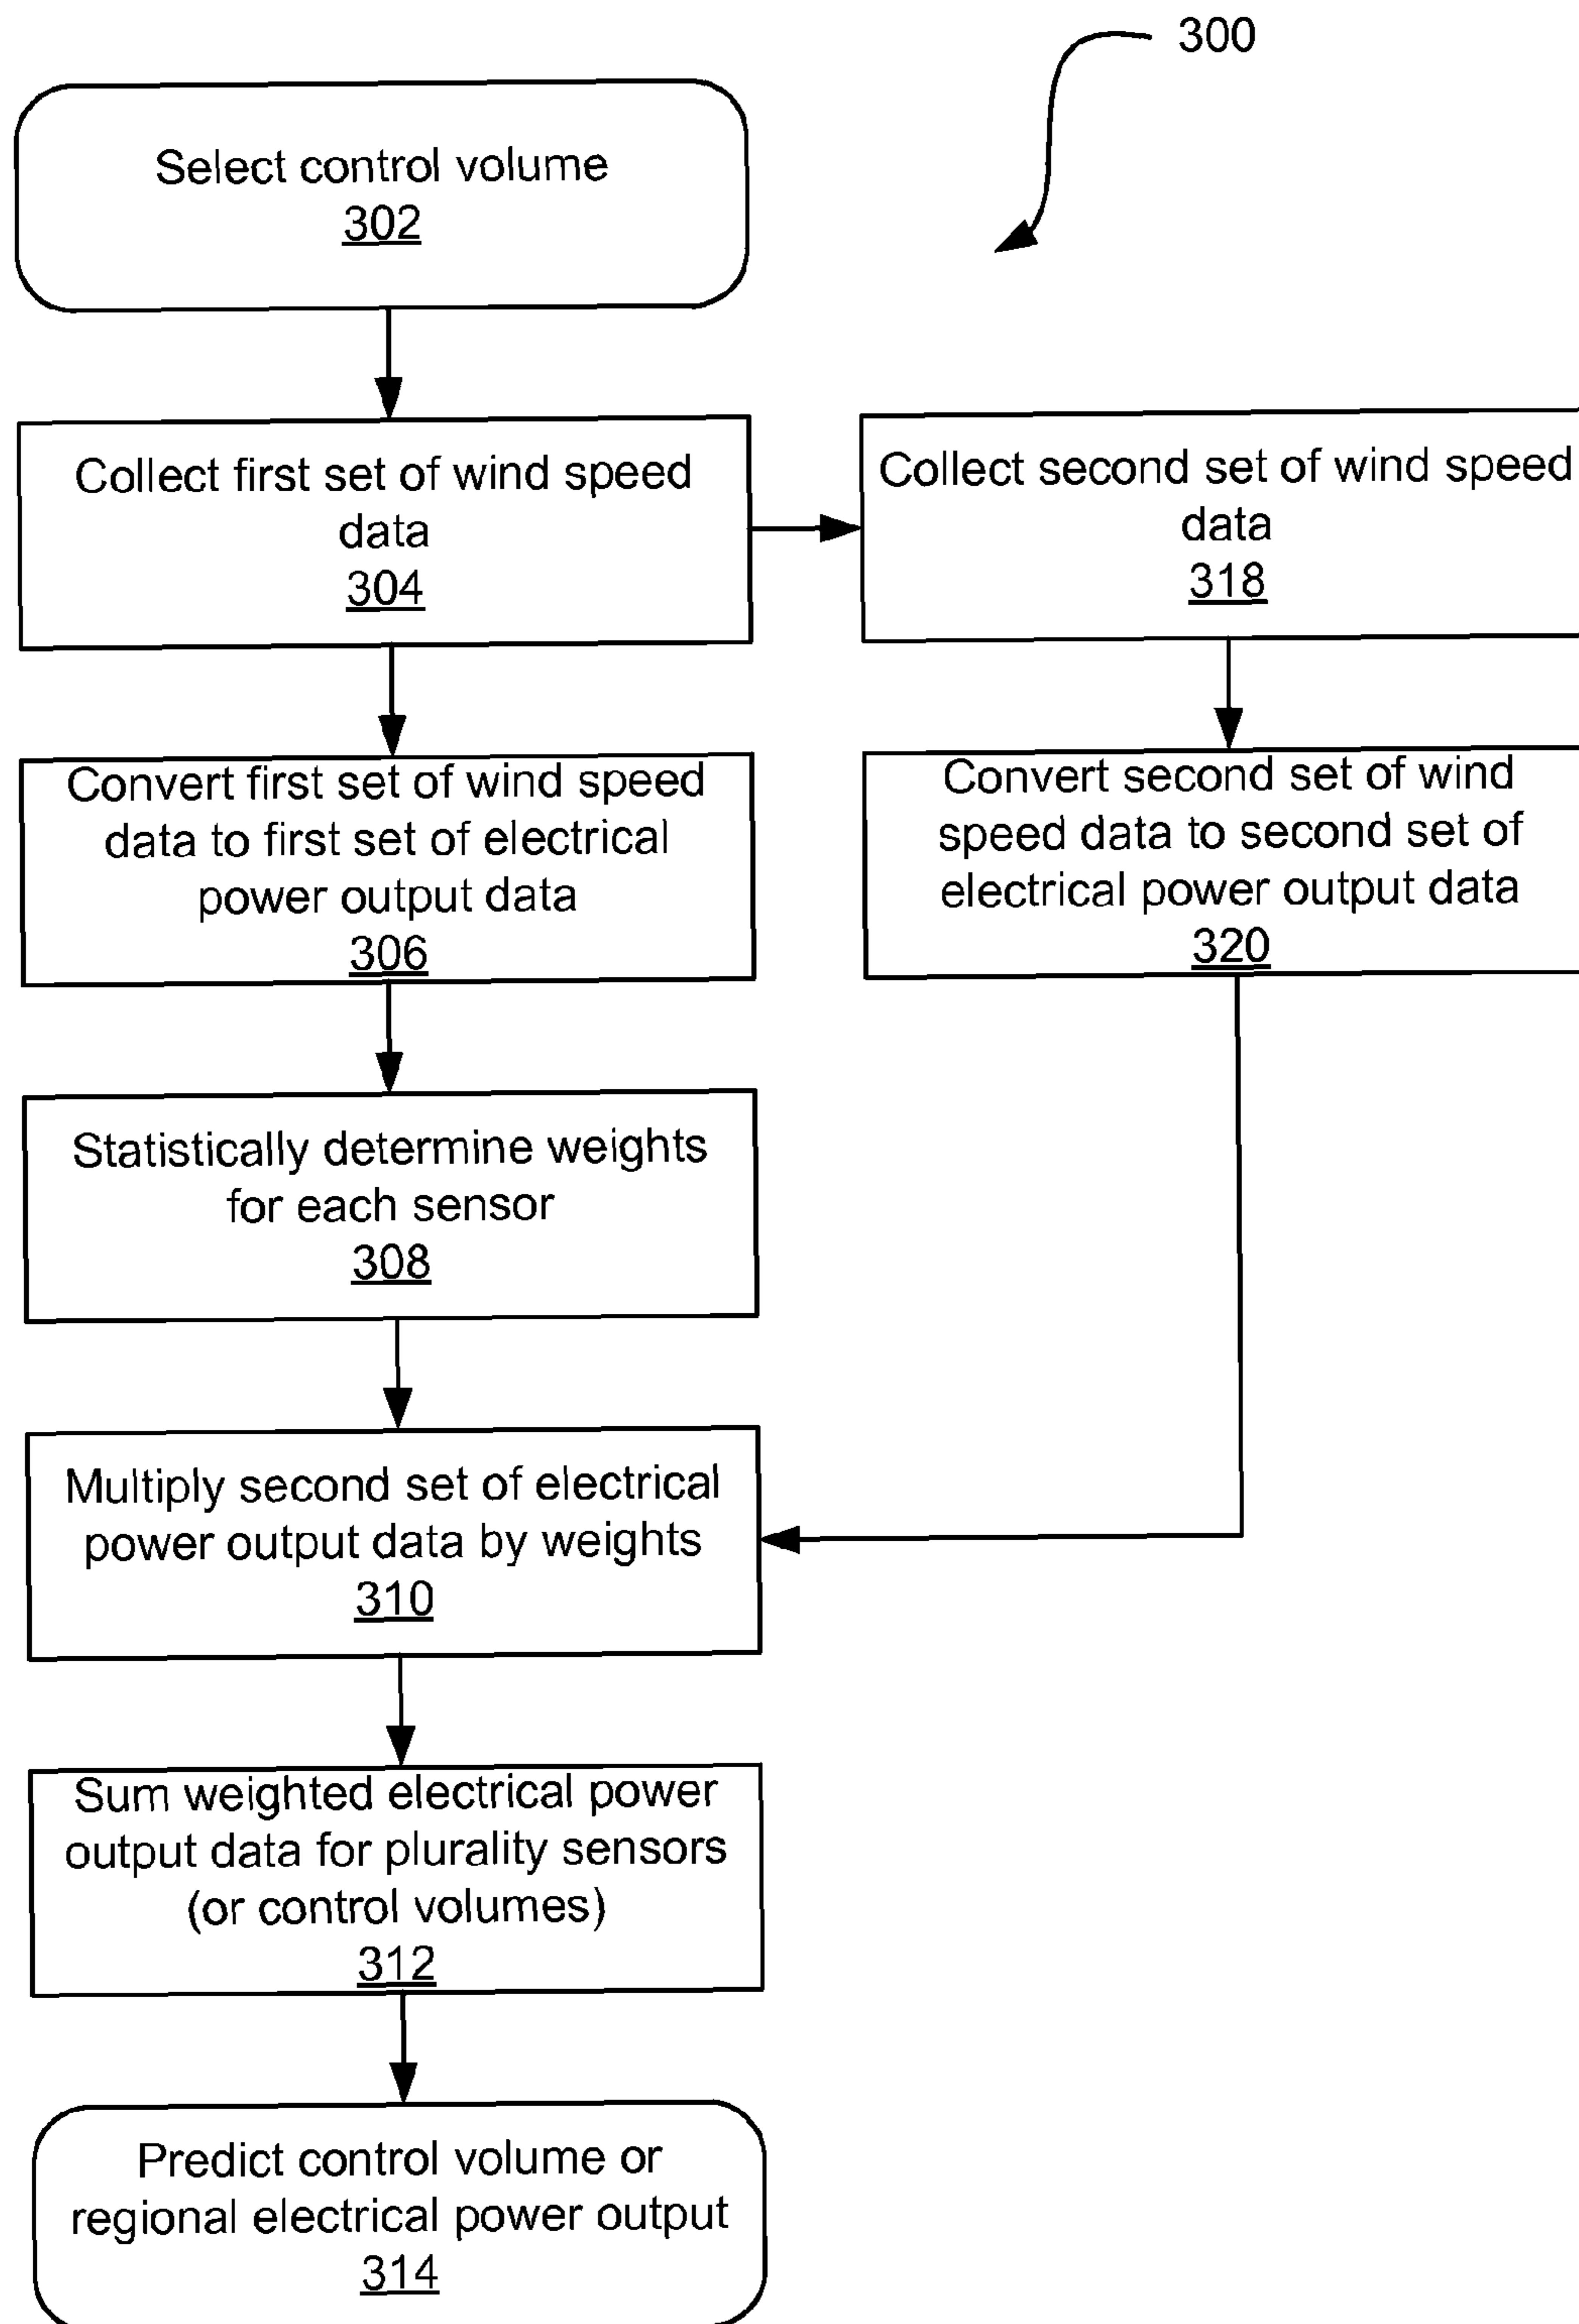 300
Select control volume
302
Collect first set of wind speed
data
304
Collect second set of wind speed
data
318
Convert first set of wind speed
data to first set of electrical
power output data
306
Convert second set of wind
speed data to second set of
electrical power output data
320
Statistically determine weights
for each sensor
308
Multiply second set of electrical
power output data by weights
310
Sum weighted electrical power
output data for plurality sensors
(or control volumes)
312
Predict control volume or
regional electrical power output
314